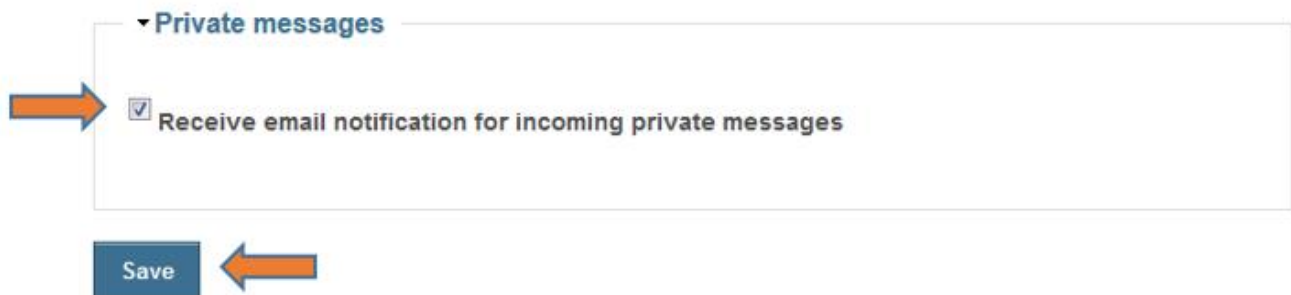 Private messages
Receive email notification for incoming private messages
Save